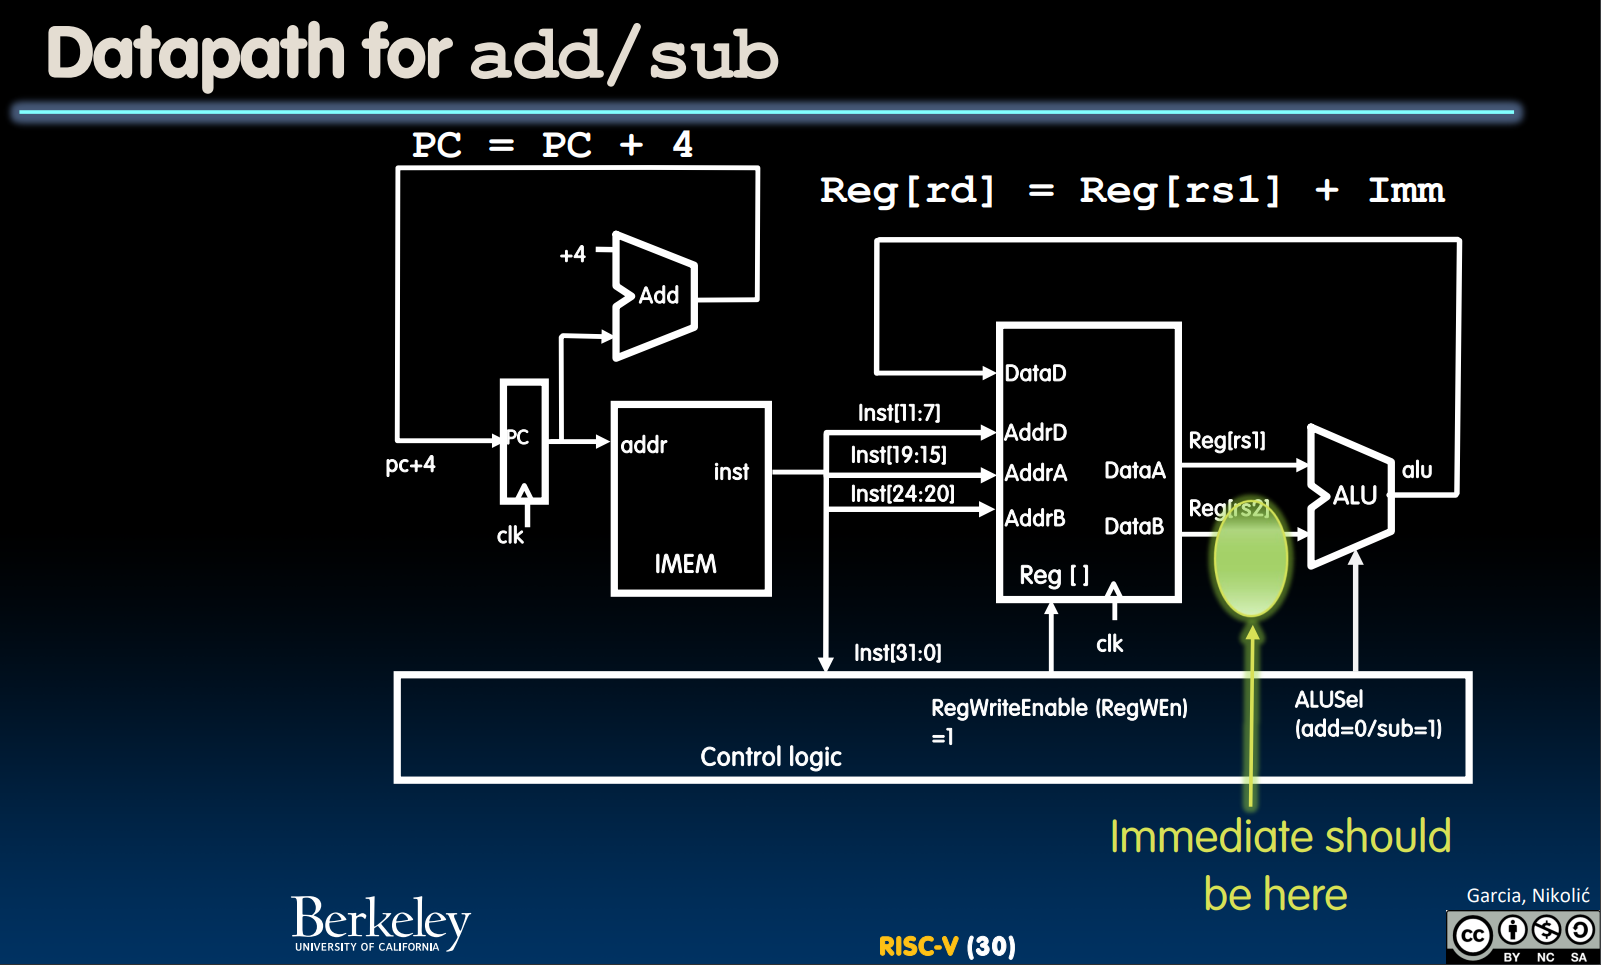 Datapath for add/sub
PC = PC + 4
Reg[rd] = Reg[rs1] + Imm
+4
Add
pc+4
PC
clk
addr
inst
IMEM
Inst[11:7]
Inst[19:15]
Inst[24:20]
Inst[31:0]
DataD
AddrD
AddrA
AddrB
DataA
DataB
Reg [ ]
clk
Reg[rs1]
Reg[rs2]
ALU
alu
Control logic
RegWriteEnable (RegWEn)
=1
ALUSel
(add=0/sub=1)
Immediate should
be here
Berkeley
UNIVERSITY OF CALIFORNIA
RISC-V (30)
Garcia, Nikolić
cc
BY NC SA